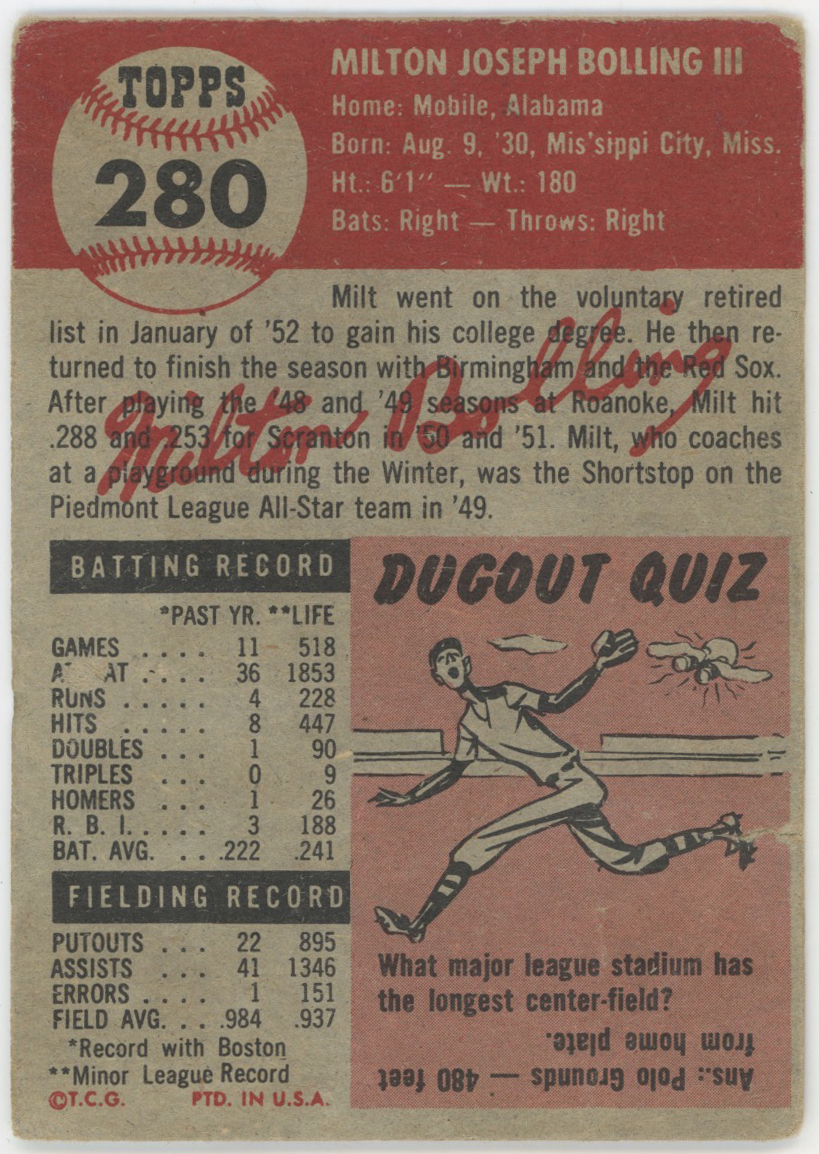 TOPPS
280
MILTON JOSEPH BOLLING III
Home: Mobile, Alabama
Born: Aug. 9, '30, Mis'sippi City, Miss.
Ht.: 6'1'' — Wt.: 180
Bats: Right — Throws: Right
Milt went on the voluntary retired
list in January of '52 to gain his college degree. He then re-
turned to finish the season with Birmingham and the Red Sox.
After playing the '48 and '49 seasons at Roanoke, Milt hit
.288 and .253 for Scranton in '50 and '51. Milt, who coaches
at a playground during the Winter, was the Shortstop on the
Piedmont League All-Star team in '49.
Milton Bolling
BATTING RECORD
*PAST YR. **LIFE
GAMES . . . . 11 518
AT . . . . 36 1853
RUNS . . . . . 4 228
HITS . . . . . 8 447
DOUBLES . . . 1 90
TRIPLES . . . 0 9
HOMERS . . . 1 26
R. B. I. . . . . 3 188
BAT. AVG. . . .222 .241
FIELDING RECORD
PUTOUTS . . . 22 895
ASSISTS . . . 41 1346
ERRORS . . . . 1 151
FIELD AVG. . . .984 .937
*Record with Boston
**Minor League Record
©T.C.G. PTD. IN U.S.A.
DUGOUT QUIZ
What major league stadium has
the longest center-field?
Ans.: Polo Grounds — 480 feet
from home plate.